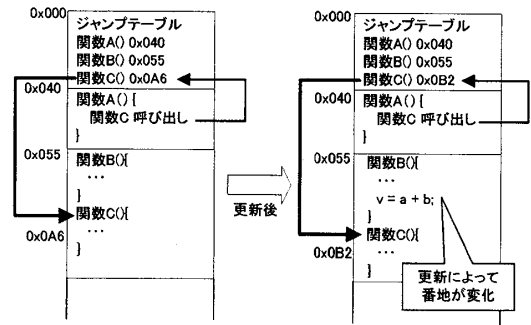 0x000
ジャンプテーブル
関数A() 0x040
関数B() 0x055
関数C() 0x0A6
0x040
関数A() {
関数C 呼び出し
}
0x055
関数B(){
...
}
関数C(){
0x0A6
...
}
更新後
0x000
ジャンプテーブル
関数A() 0x040
関数B() 0x055
関数C() 0x0B2
0x040
関数A() {
関数C 呼び出し
}
0x055
関数B(){
...
v = a + b;
}
関数C(){
0x0B2
...
}
更新によって
番地が変化